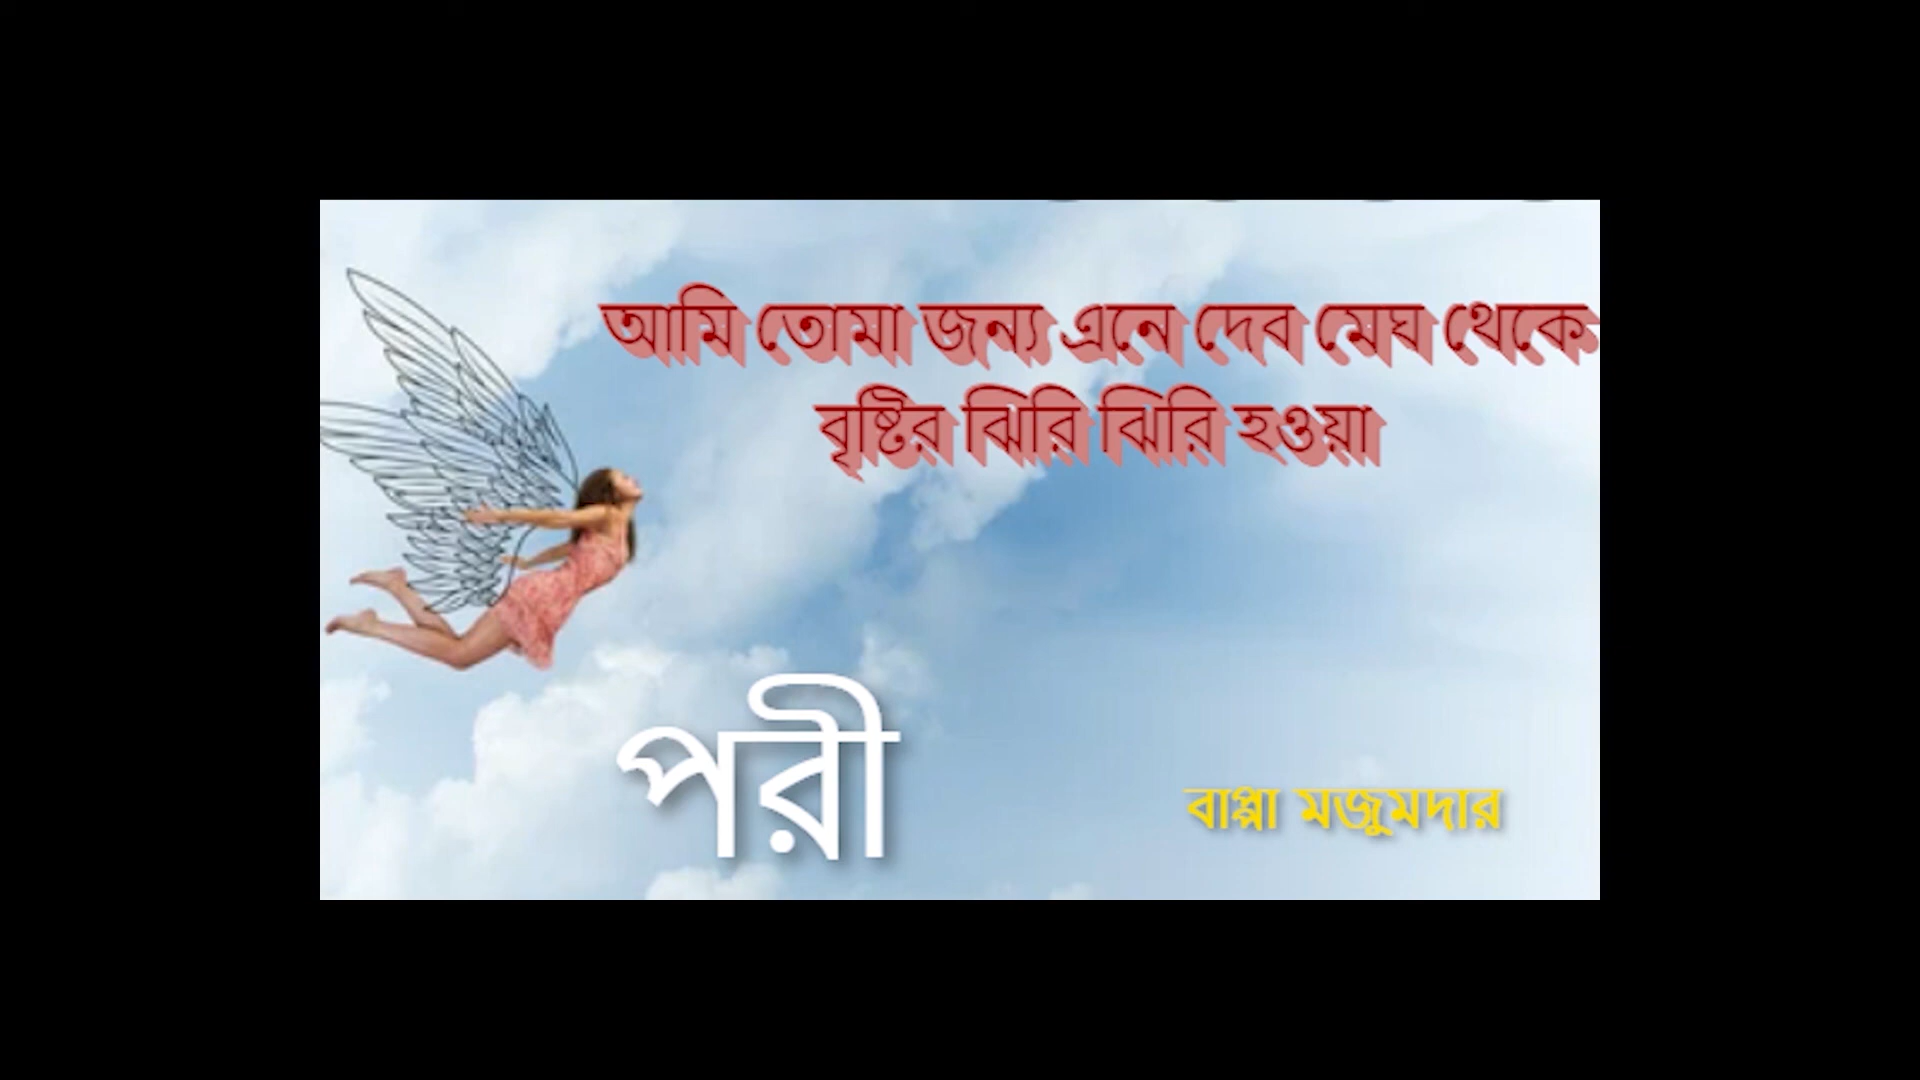 আমি তোমা জন্য এনে দেব মেঘ থেকে
বৃষ্টির ঝিরি ঝিরি হওয়া
পরী
বাপ্পা মজুমদার